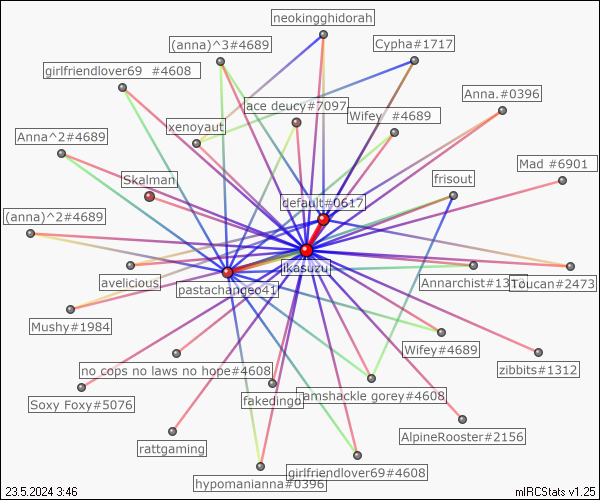 neokingghidorah
(anna)^3#4689
Cypha#1717
girlfriendlover69 #4608
Anna.#0396
ace deucy#7097
Wifey #4689
xenoyaut
Anna^2#4689
Mad #6901
Skalman
frisout
default#0617
(anna)^2#4689
ikasuzu
avelicious
pastachangeo41
Annarchist#13
Toucan#2473
Mushy#1984
Wifey#4689
no cops no laws no hope#4608
zibbits#1312
Soxy Foxy#5076
fakedingo
amshackle gorey#4608
AlpineRooster#2156
rattgaming
girlfriendlover69#4608
hypomanianna#0396
23.5.2024 3:46
mIRCStats v1.25